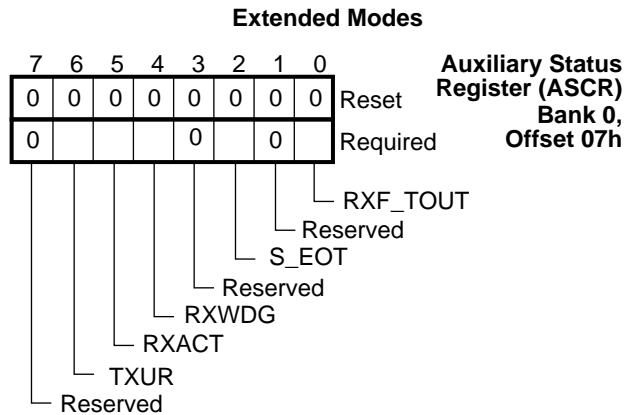 Extended Modes
7 6 5 4 3 2 1 0
Auxiliary Status
Register (ASCR)
Bank 0,
Offset 07h
0 0 0 0 0 0 0 0 Reset
0 0 0 Required
RXF_TOUT
Reserved
S_EOT
Reserved
RXWDG
RXACT
TXUR
Reserved